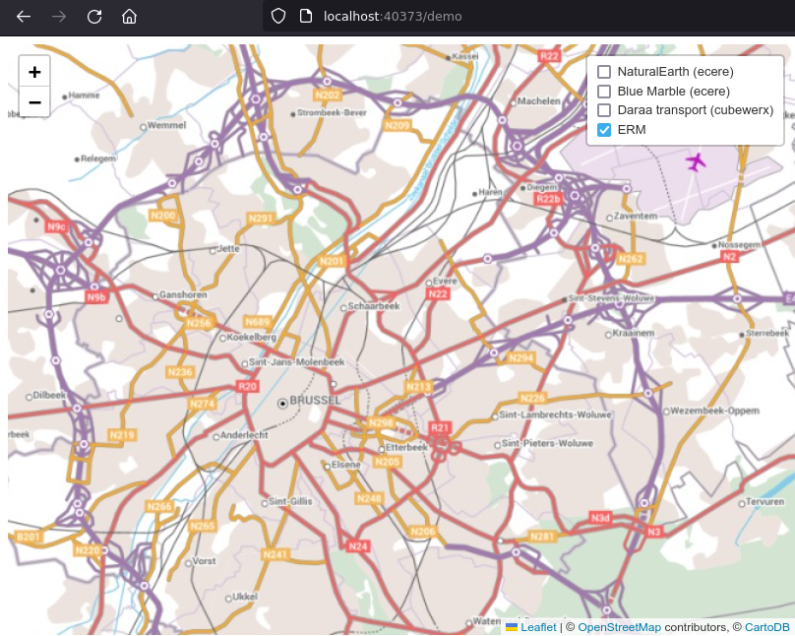 localhost:40373/demo
+
−
NaturalEarth (ecere)
Blue Marble (ecere)
Daraa transport (cubewerx)
ERM
Kassei
R22
Hamme
N202
Strombeek-Bever
Machelen
Wemmel
N209
Relegem
Haren
Diegem
R22b
N200
N291
Zaventem
N9c
Jette
N201
N262
Nossegem
N2
Evere
N22
N9b
Ganshoren
Schaarbeek
Sint-Stevens-Woluwe
N256
N689
Koekelberg
Kraainem
Sterrebeek
Sint-Jans-Molenbeek
N294
N236
R20
N213
Dilbeek
N274
BRUSSEL
N226
Sint-Lambrechts-Woluwe
Wezembeek-Oppem
N298
R21
N219
Anderlecht
Etterbeek
Sint-Pieters-Woluwe
Elsene
N205
N248
Sint-Gillis
Tervuren
N266
N265
N3d
N3
N206
B201
N281
N220
N241
N24
Vorst
Ukkel
Leaflet | © OpenStreetMap contributors, © CartoDB